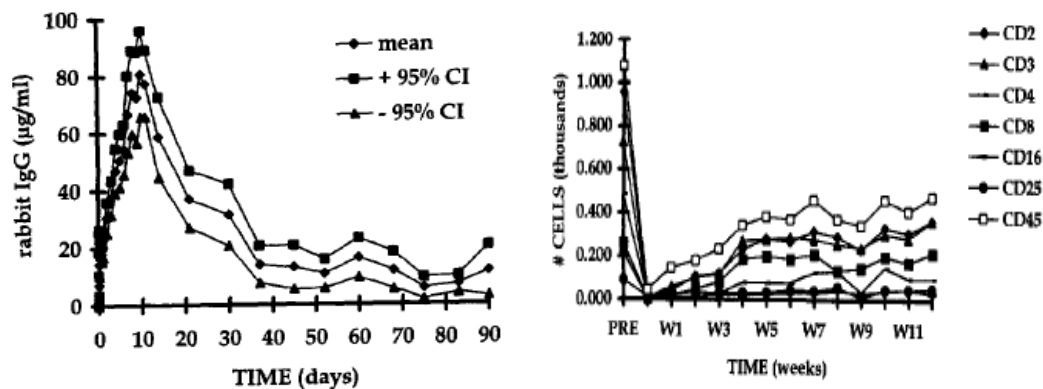 rabbit IgG (µg/ml)
100
80
60
40
20
0
mean
+ 95% CI
- 95% CI
0 10 20 30 40 50 60 70 80 90
TIME (days)
# CELLS (thousands)
1.200
1.000
0.800
0.600
0.400
0.200
0.000
PRE W1 W3 W5 W7 W9 W11
TIME (weeks)
CD2
CD3
CD4
CD8
CD16
CD25
CD45